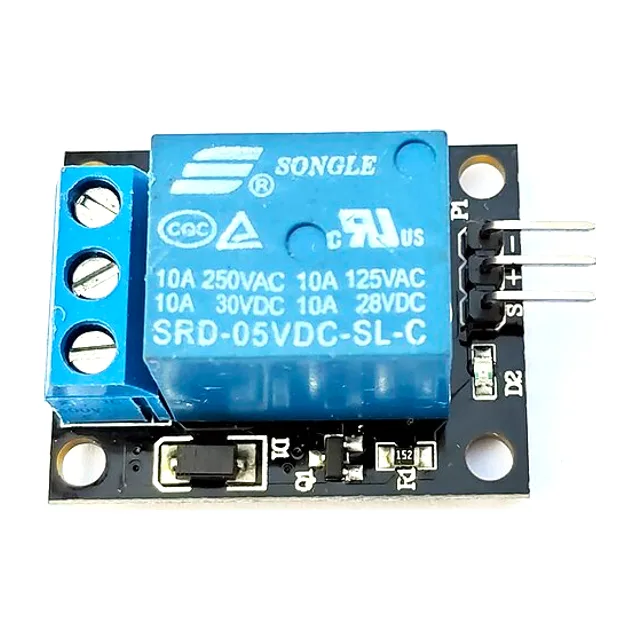 SONGLE
®
CQC
c RU US
10A 250VAC 10A 125VAC
10A 30VDC 10A 28VDC
SRD-05VDC-SL-C
P1
-
+
S
D2
D1
Q1
152
R1